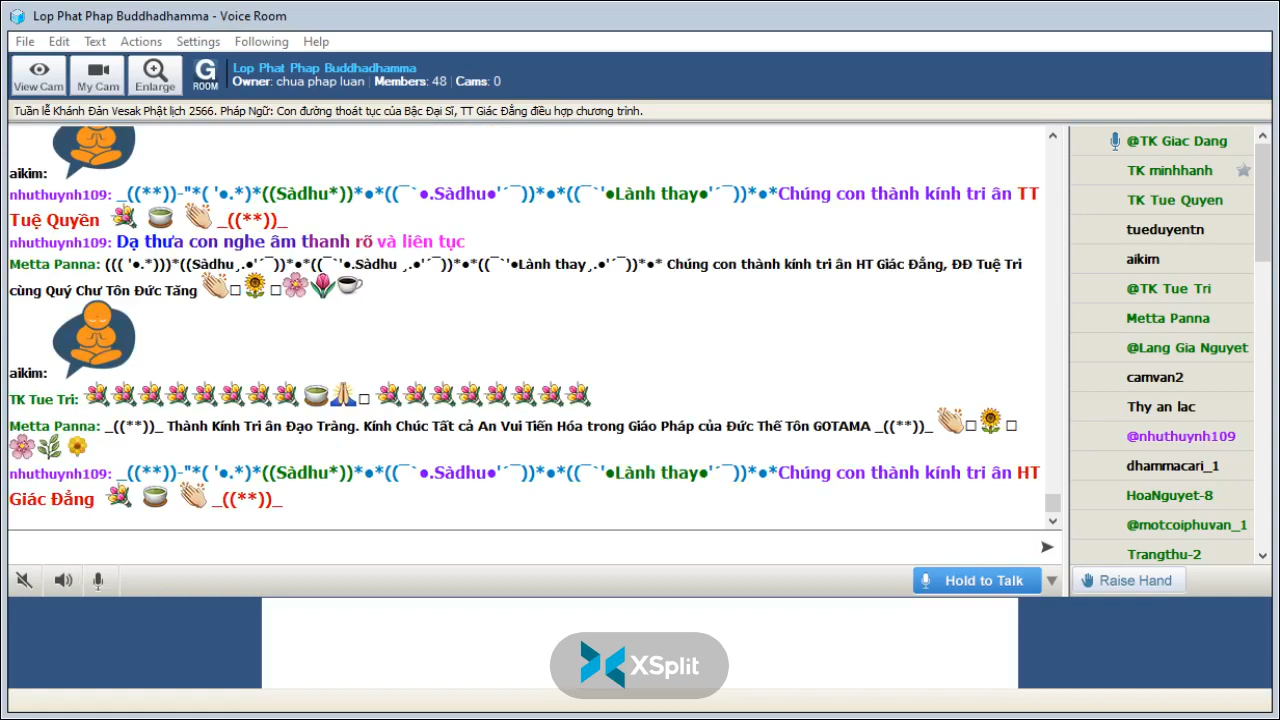 Lop Phat Phap Buddhadhamma - Voice Room
File Edit Text Actions Settings Following Help
View Cam My Cam Enlarge G ROOM
Lop Phat Phap Buddhadhamma
Owner: chua phap luan | Members: 48 | Cams: 0
Tuần lễ Khánh Đản Vesak Phật lịch 2566. Pháp Ngữ: Con đường thoát tục của Bậc Đại Sĩ, TT Giác Đẳng điều hợp chương trình.
aikim:
nhuthuynh109: _((**))-"*( '●.*)*((Sàdhu*))*●*((¯`●.Sàdhu●'´¯))*●*((¯`'●Lành thay●'´¯))*●*Chúng con thành kính tri ân TT
Tuệ Quyền 💐 🍵 👏 _((**))_
nhuthuynh109: Dạ thưa con nghe âm thanh rõ và liên tục
Metta Panna: ((( '●.*)))*((Sàdhu¸.●'´¯))*●*((¯`'●.Sàdhu ¸.●'´¯))*●*((¯`'●Lành thay¸.●'´¯))*●* Chúng con thành kính tri ân HT Giác Đẳng, ĐĐ Tuệ Tri
cùng Quý Chư Tôn Đức Tăng 👏□🌻□🌸🌷☕
aikim:
TK Tue Tri: 💐💐💐💐💐💐💐💐🍵🙏□ 💐💐💐💐💐💐💐💐
Metta Panna: _((**))_ Thành Kính Tri ân Đạo Tràng. Kính Chúc Tất cả An Vui Tiến Hóa trong Giáo Pháp của Đức Thế Tôn GOTAMA _((**))_ 👏□🌻□
🌸🌿🌼
nhuthuynh109: _((**))-"*( '●.*)*((Sàdhu*))*●*((¯`●.Sàdhu●'´¯))*●*((¯`'●Lành thay●'´¯))*●*Chúng con thành kính tri ân HT
Giác Đẳng 💐 🍵 👏 _((**))_
@TK Giac Dang
TK minhhanh
TK Tue Quyen
tueduyentn
aikim
@TK Tue Tri
Metta Panna
@Lang Gia Nguyet
camvan2
Thy an lac
@nhuthuynh109
dhammacari_1
HoaNguyet-8
@motcoiphuvan_1
Trangthu-2
Hold to Talk
Raise Hand
XSplit